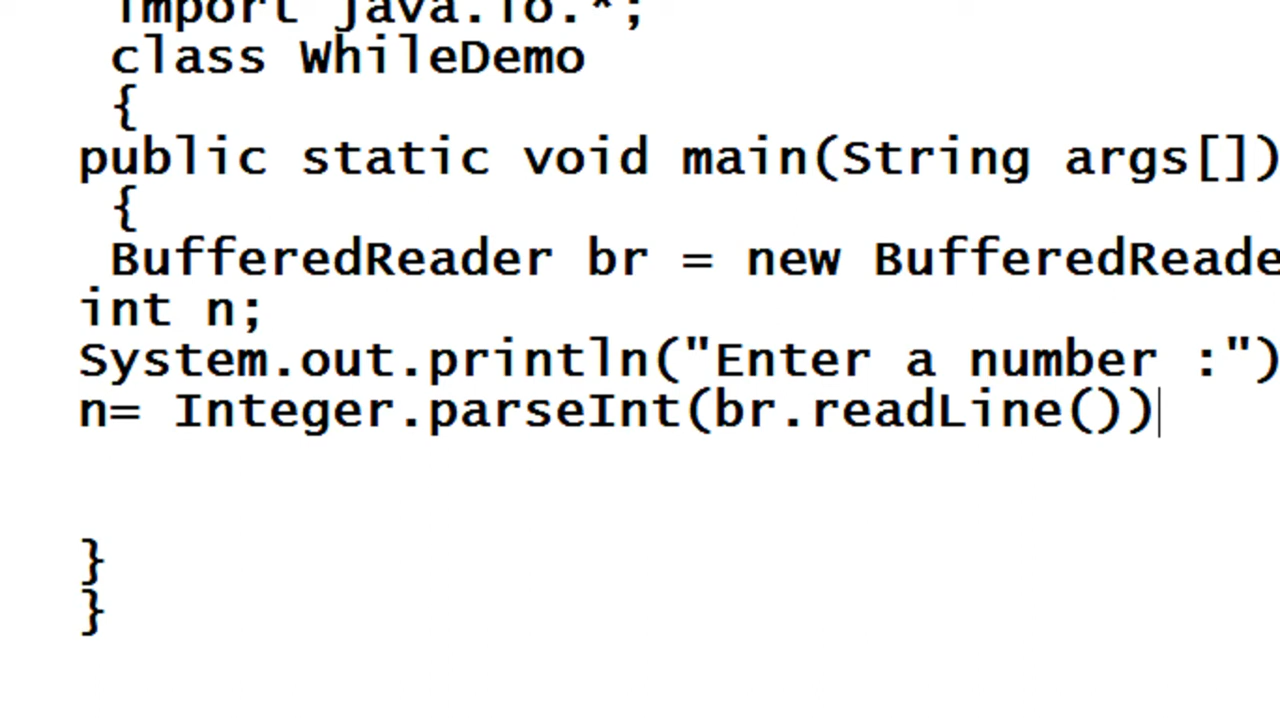 import java.io.*;
class WhileDemo
{
public static void main(String args[])
{
BufferedReader br = new BufferedReade
int n;
System.out.println("Enter a number :")
n= Integer.parseInt(br.readLine())
}
}